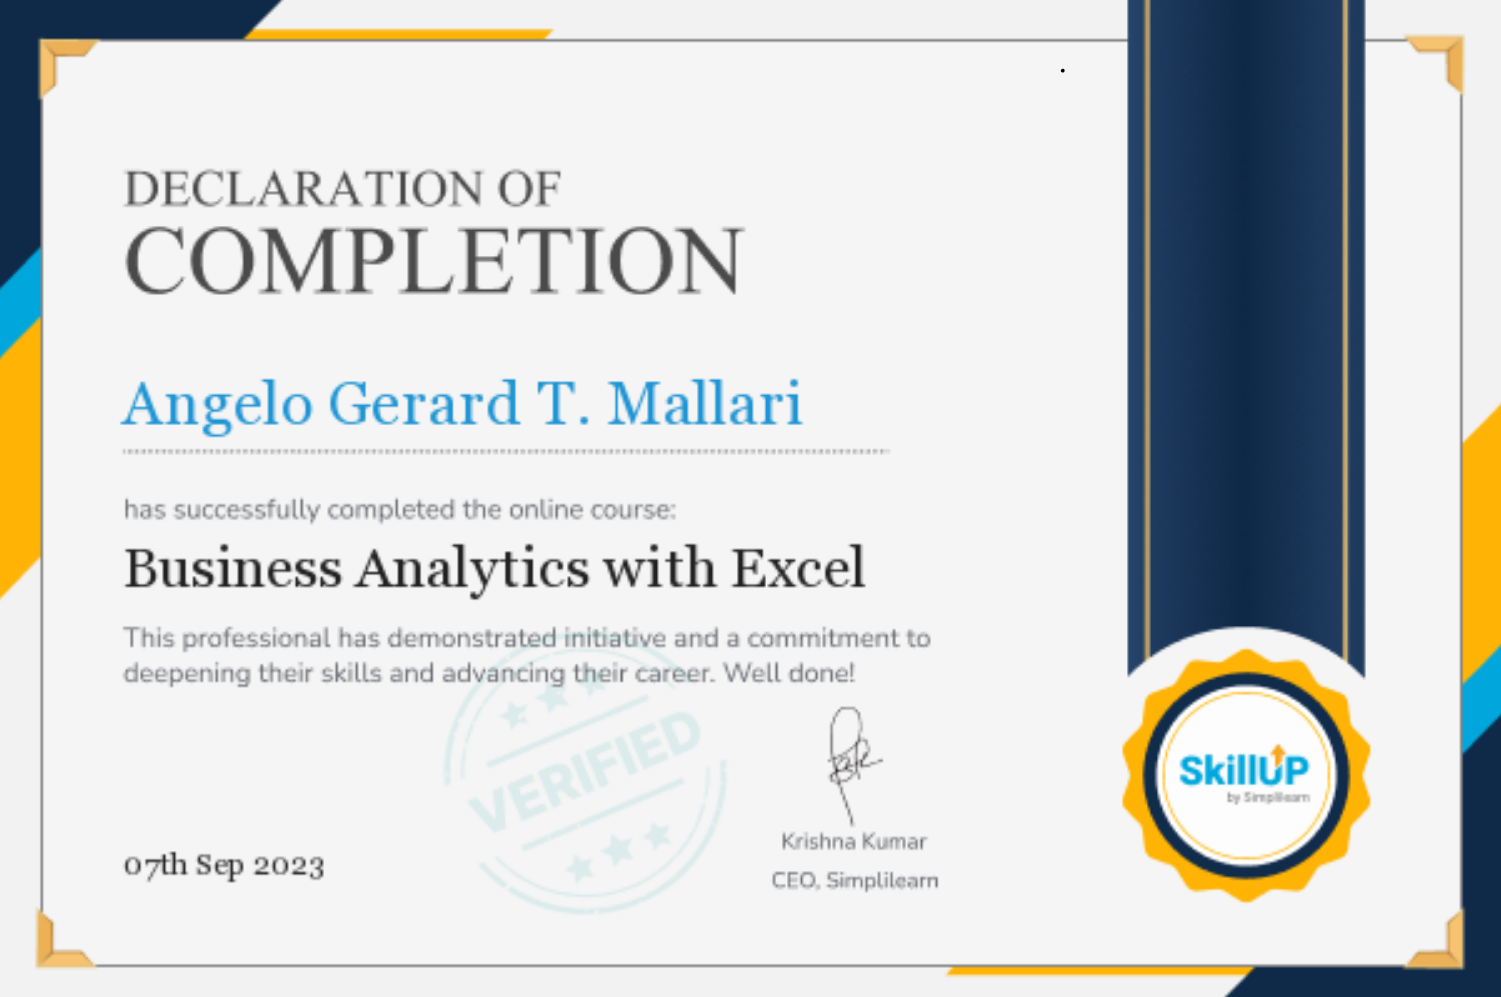 DECLARATION OF
COMPLETION
Angelo Gerard T. Mallari
has successfully completed the online course:
Business Analytics with Excel
This professional has demonstrated initiative and a commitment to
deepening their skills and advancing their career. Well done!
VERIFIED
Krishna Kumar
CEO, Simplilearn
07th Sep 2023
SkillUP
by Simplilearn